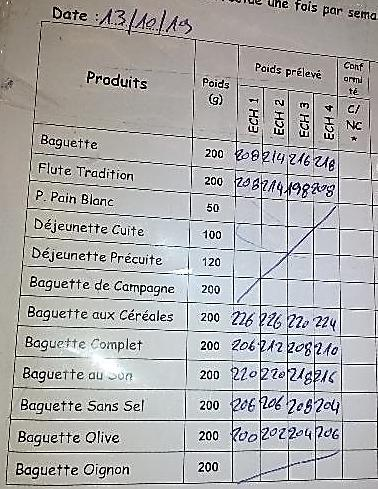 une fois par sema
Date : 13/10/19
Produits Poids (g) Poids prélevé Conf ormi té
ECH 1 ECH 2 ECH 3 ECH 4 C/ NC *
Baguette 200 208 214 216 218
Flute Tradition 200 208 214 198 208
P. Pain Blanc 50
Déjeunette Cuite 100
Déjeunette Précuite 120
Baguette de Campagne 200
Baguette aux Céréales 200 226 226 220 224
Baguette Complet 200 206 212 208 210
Baguette au Son 200 220 220 218 216
Baguette Sans Sel 200 206 206 208 204
Baguette Olive 200 200 202 204 206
Baguette Oignon 200